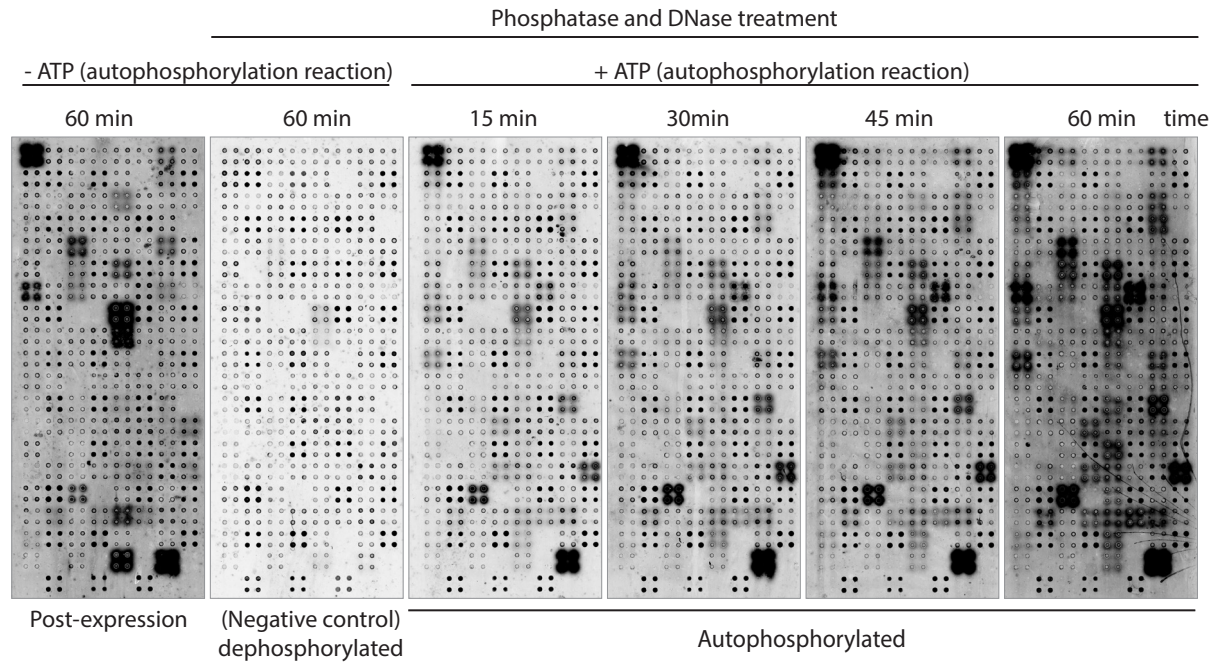 Phosphatase and DNase treatment
- ATP (autophosphorylation reaction)
+ ATP (autophosphorylation reaction)
60 min
60 min
15 min
30min
45 min
60 min
time
Post-expression
(Negative control)
dephosphorylated
Autophosphorylated